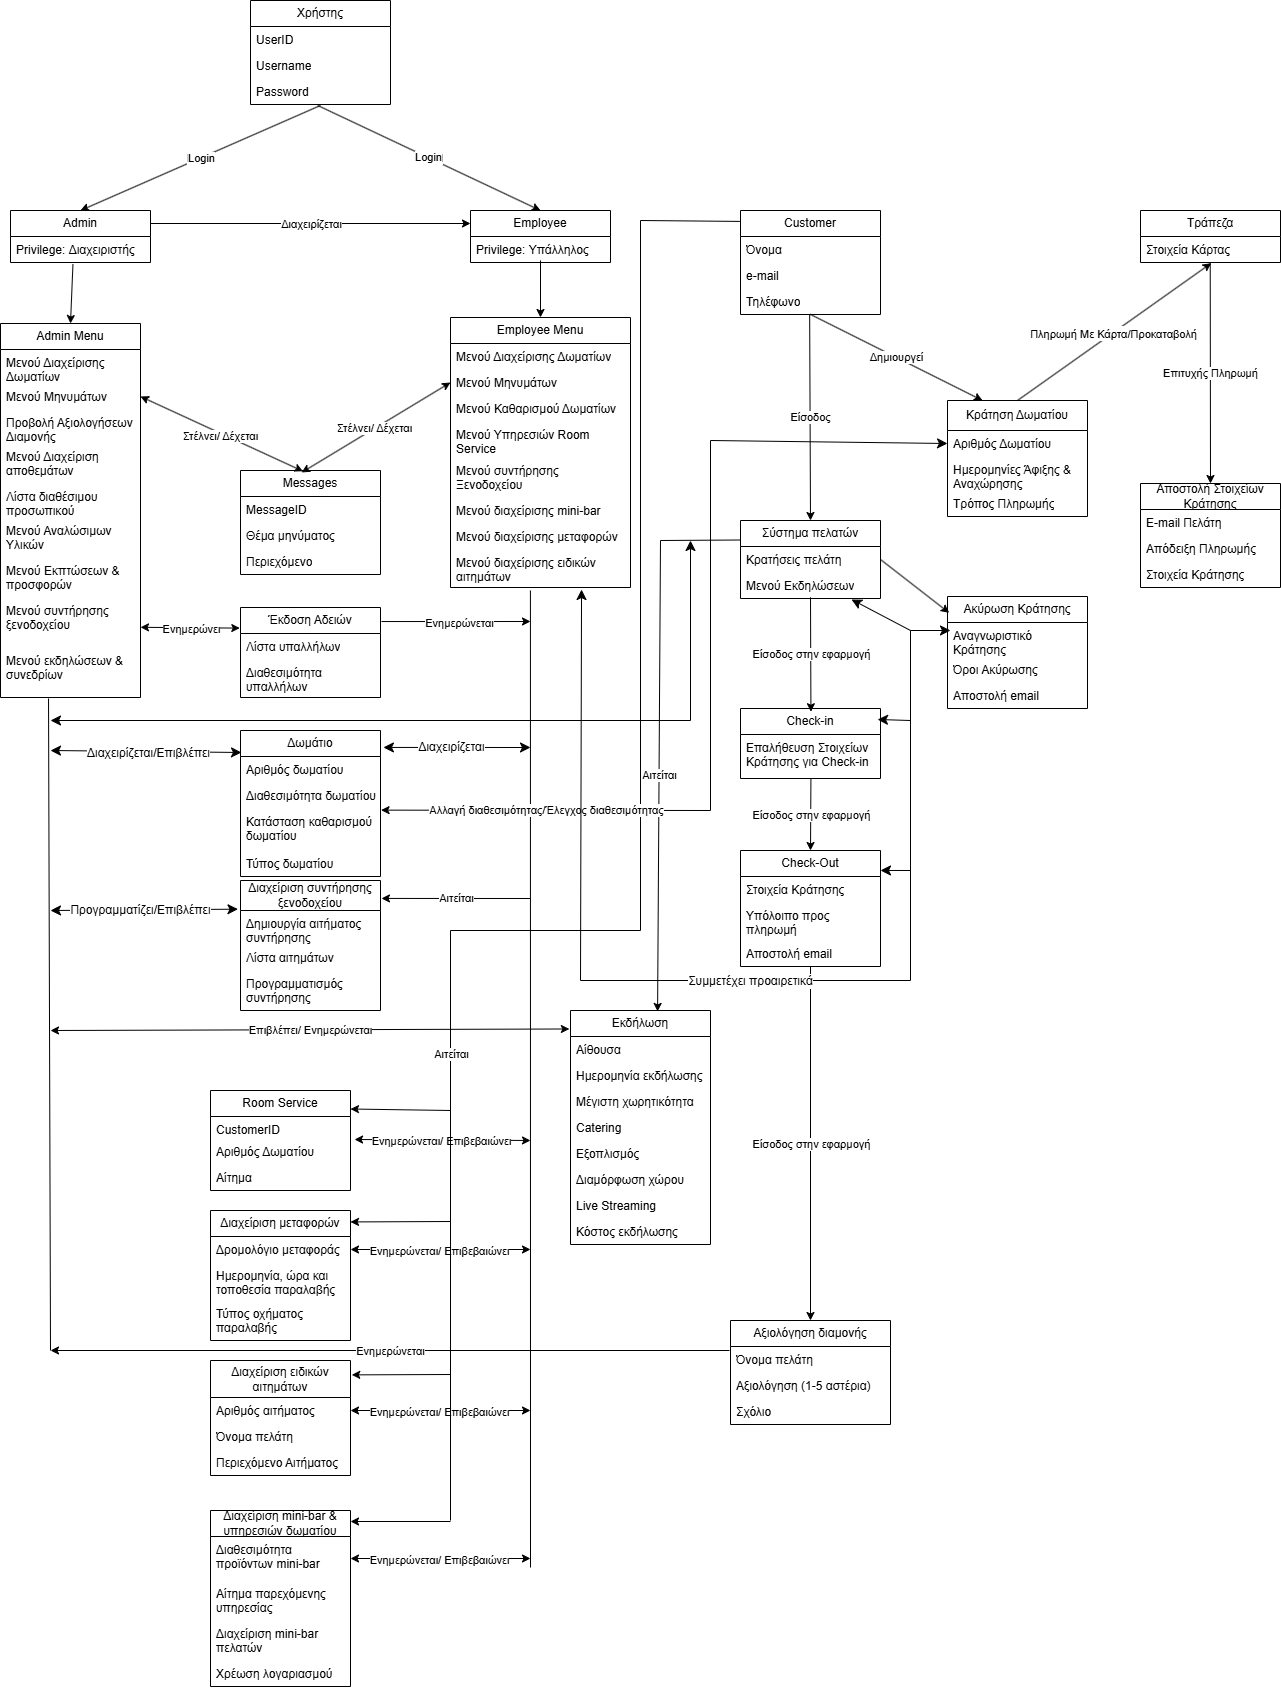 Χρήστης
UserID
Username
Password
Login
Login
Admin
Privilege: Διαχειριστής
Διαχειρίζεται
Employee
Privilege: Υπάλληλος
Customer
Όνομα
e-mail
Τηλέφωνο
Τράπεζα
Στοιχεία Κάρτας
Admin Menu
Μενού Διαχείρισης
Δωματίων
Μενού Μηνυμάτων
Προβολή Αξιολογήσεων
Διαμονής
Μενού Διαχείριση
αποθεμάτων
Λίστα διαθέσιμου
προσωπικού
Μενού Αναλώσιμων
Υλικών
Μενού Εκπτώσεων &
προσφορών
Μενού συντήρησης
ξενοδοχείου
Μενού εκδηλώσεων &
συνεδρίων
Employee Menu
Μενού Διαχείρισης Δωματίων
Μενού Μηνυμάτων
Μενού Καθαρισμού Δωματίων
Μενού Υπηρεσιών Room
Service
Μενού συντήρησης
Ξενοδοχείου
Μενού διαχείρισης mini-bar
Μενού διαχείρισης μεταφορών
Μενού διαχείρισης ειδικών
αιτημάτων
Στέλνει/ Δέχεται
Στέλνει/ Δέχεται
Messages
MessageID
Θέμα μηνύματος
Περιεχόμενο
Πληρωμή Με Κάρτα/Προκαταβολή
Δημιουργεί
Επιτυχής Πληρωμή
Είσοδος
Κράτηση Δωματίου
Αριθμός Δωματίου
Ημερομηνίες Άφιξης &
Αναχώρησης
Τρόπος Πληρωμής
Αποστολή Στοιχείων
Κράτησης
E-mail Πελάτη
Απόδειξη Πληρωμής
Στοιχεία Κράτησης
Σύστημα πελατών
Κρατήσεις πελάτη
Μενού Εκδηλώσεων
Ακύρωση Κράτησης
Αναγνωριστικό
Κράτησης
Όροι Ακύρωσης
Αποστολή email
Ενημερώνει
Έκδοση Αδειών
Λίστα υπαλλήλων
Διαθεσιμότητα
υπαλλήλων
Ενημερώνεται
Είσοδος στην εφαρμογή
Check-in
Επαλήθευση Στοιχείων
Κράτησης για Check-in
Διαχειρίζεται/Επιβλέπει
Δωμάτιο
Αριθμός δωματίου
Διαθεσιμότητα δωματίου
Κατάσταση καθαρισμού
δωματίου
Τύπος δωματίου
Διαχειρίζεται
Αιτείται
Αλλαγή διαθεσιμότητας/Έλεγχος διαθεσιμότητας
Είσοδος στην εφαρμογή
Check-Out
Στοιχεία Κράτησης
Υπόλοιπο προς
πληρωμή
Αποστολή email
Προγραμματίζει/Επιβλέπει
Διαχείριση συντήρησης
ξενοδοχείου
Δημιουργία αιτήματος
συντήρησης
Λίστα αιτημάτων
Προγραμματισμός
συντήρησης
Αιτείται
Συμμετέχει προαιρετικά
Επιβλέπει/ Ενημερώνεται
Εκδήλωση
Αίθουσα
Ημερομηνία εκδήλωσης
Μέγιστη χωρητικότητα
Catering
Εξοπλισμός
Διαμόρφωση χώρου
Live Streaming
Κόστος εκδήλωσης
Αιτείται
Room Service
CustomerID
Αριθμός Δωματίου
Αίτημα
Ενημερώνεται/ Επιβεβαιώνει
Είσοδος στην εφαρμογή
Διαχείριση μεταφορών
Δρομολόγιο μεταφοράς
Ημερομηνία, ώρα και
τοποθεσία παραλαβής
Τύπος οχήματος
παραλαβής
Ενημερώνεται/ Επιβεβαιώνει
Ενημερώνεται
Αξιολόγηση διαμονής
Όνομα πελάτη
Αξιολόγηση (1-5 αστέρια)
Σχόλιο
Διαχείριση ειδικών
αιτημάτων
Αριθμός αιτήματος
Όνομα πελάτη
Περιεχόμενο Αιτήματος
Ενημερώνεται/ Επιβεβαιώνει
Διαχείριση mini-bar &
υπηρεσιών δωματίου
Διαθεσιμότητα
προϊόντων mini-bar
Αίτημα παρεχόμενης
υπηρεσίας
Διαχείριση mini-bar
πελατών
Χρέωση λογαριασμού
Ενημερώνεται/ Επιβεβαιώνει